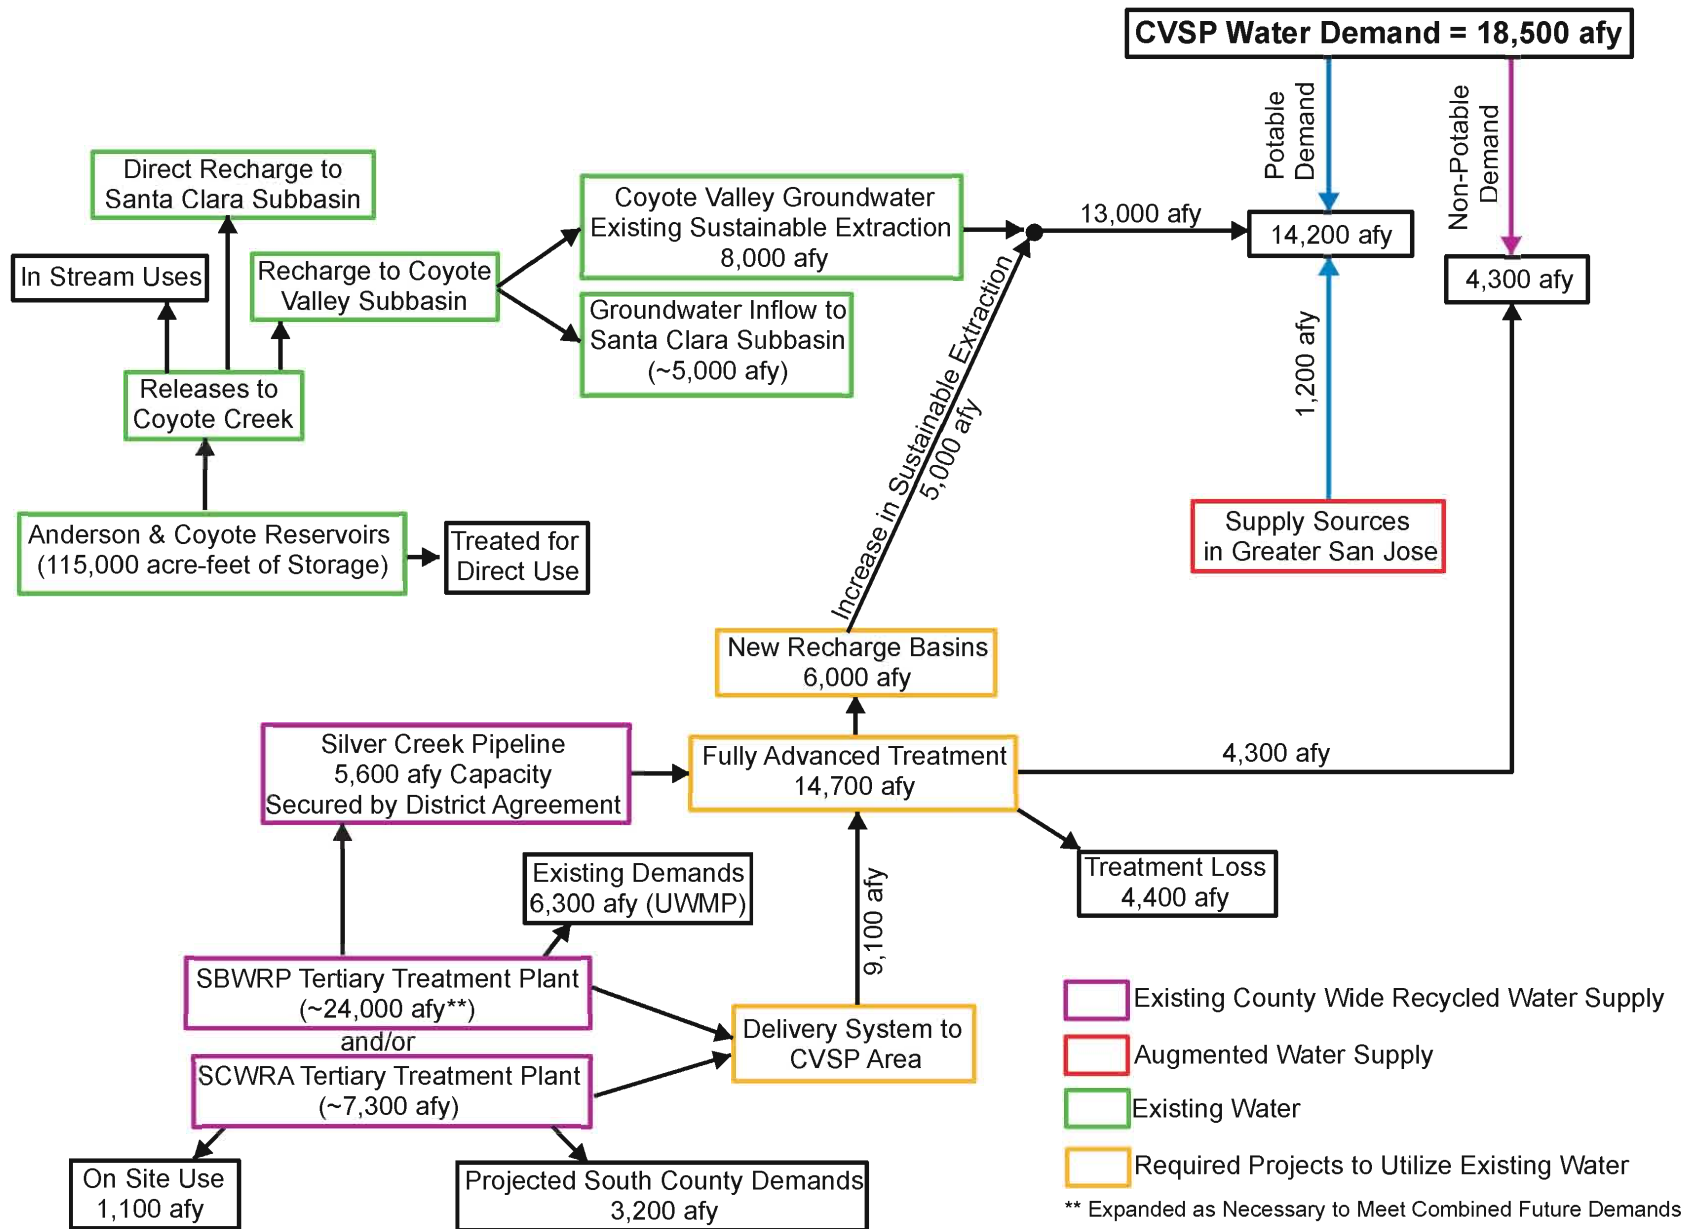 CVSP Water Demand = 18,500 afy
Potable
Demand
Non-Potable
Demand
Direct Recharge to
Santa Clara Subbasin
In Stream Uses
Recharge to Coyote
Valley Subbasin
Coyote Valley Groundwater
Existing Sustainable Extraction
8,000 afy
13,000 afy
14,200 afy
4,300 afy
Groundwater Inflow to
Santa Clara Subbasin
(~5,000 afy)
Releases to
Coyote Creek
Increase in Sustainable Extraction
5,000 afy
1,200 afy
Anderson & Coyote Reservoirs
(115,000 acre-feet of Storage)
Treated for
Direct Use
Supply Sources
in Greater San Jose
New Recharge Basins
6,000 afy
Silver Creek Pipeline
5,600 afy Capacity
Secured by District Agreement
Fully Advanced Treatment
14,700 afy
4,300 afy
Treatment Loss
4,400 afy
Existing Demands
6,300 afy (UWMP)
9,100 afy
SBWRP Tertiary Treatment Plant
(~24,000 afy**)
and/or
SCWRA Tertiary Treatment Plant
(~7,300 afy)
Delivery System to
CVSP Area
On Site Use
1,100 afy
Projected South County Demands
3,200 afy
Existing County Wide Recycled Water Supply
Augmented Water Supply
Existing Water
Required Projects to Utilize Existing Water
** Expanded as Necessary to Meet Combined Future Demands